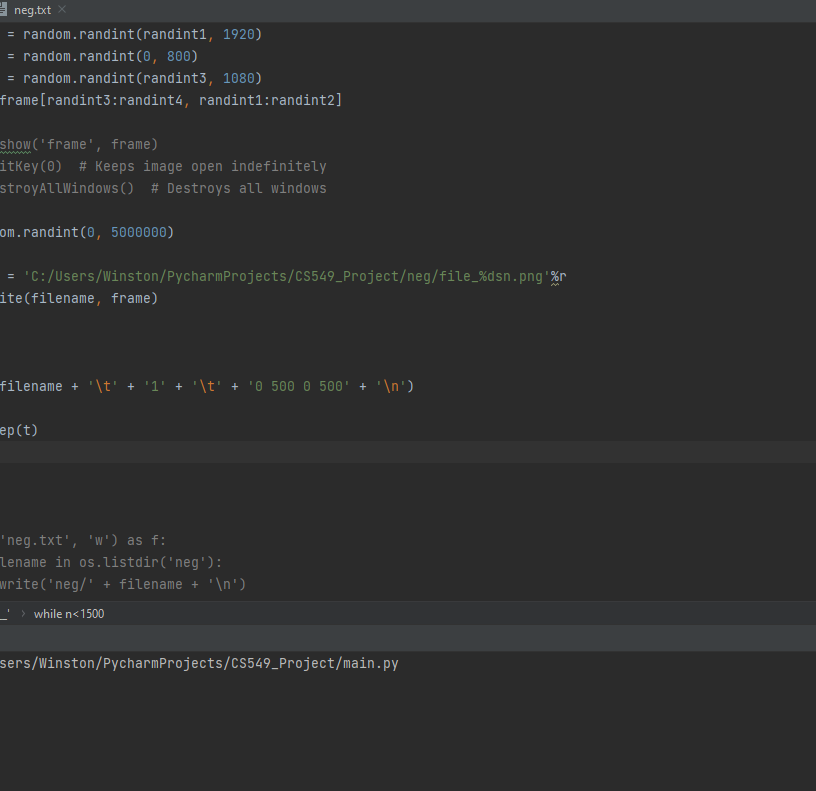 neg.txt
= random.randint(randint1, 1920)
= random.randint(0, 800)
= random.randint(randint3, 1080)
frame[randint3:randint4, randint1:randint2]
show('frame', frame)
itKey(0)  # Keeps image open indefinitely
stroyAllWindows()  # Destroys all windows
om.randint(0, 5000000)
= 'C:/Users/Winston/PycharmProjects/CS549_Project/neg/file_%dsn.png'%r
ite(filename, frame)
filename + '\t' + '1' + '\t' + '0 500 0 500' + '\n')
ep(t)
'neg.txt', 'w') as f:
lename in os.listdir('neg'):
write('neg/' + filename + '\n')
_' › while n<1500
sers/Winston/PycharmProjects/CS549_Project/main.py